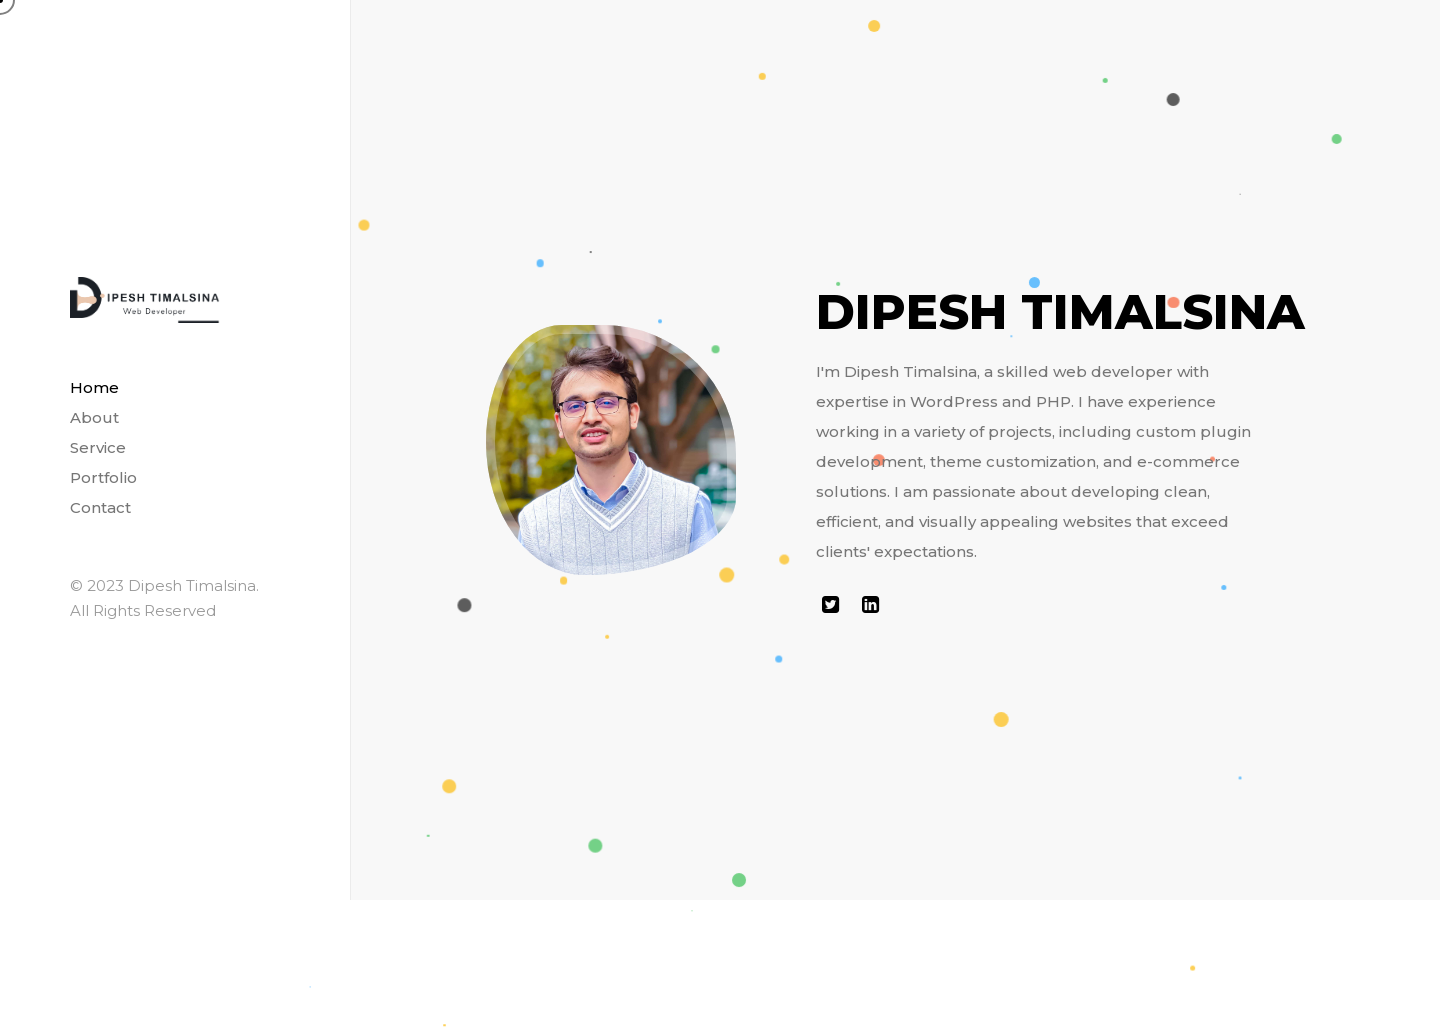 DIPESH TIMALSINA
Web Developer
Home
About
Service
Portfolio
Contact
© 2023 Dipesh Timalsina.
All Rights Reserved
DIPESH TIMALSINA
I'm Dipesh Timalsina, a skilled web developer with
expertise in WordPress and PHP. I have experience
working in a variety of projects, including custom plugin
development, theme customization, and e-commerce
solutions. I am passionate about developing clean,
efficient, and visually appealing websites that exceed
clients' expectations.